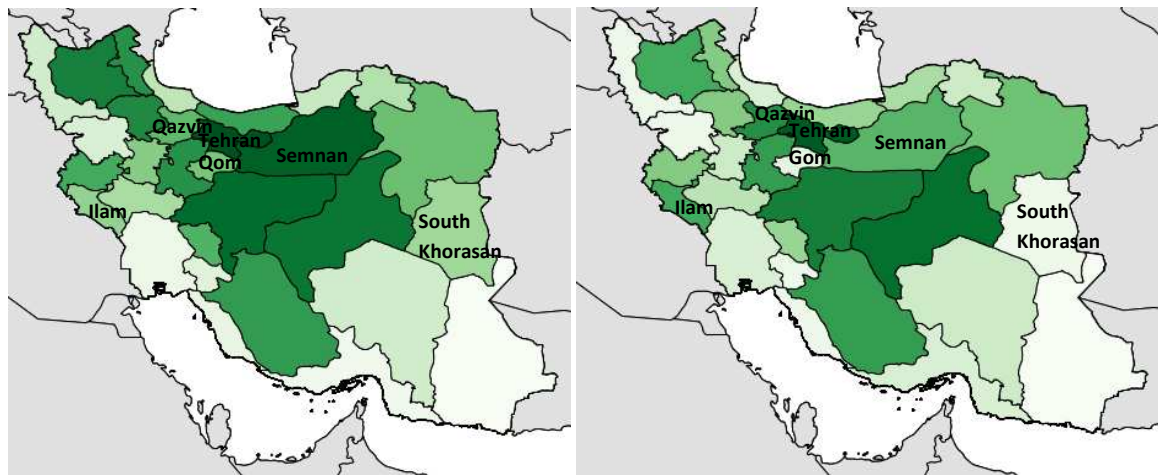 Qazvin
Tehran
Qom
Semnan
Ilam
South
Khorasan
Qazvin
Tehran
Gom
Semnan
Ilam
South
Khorasan